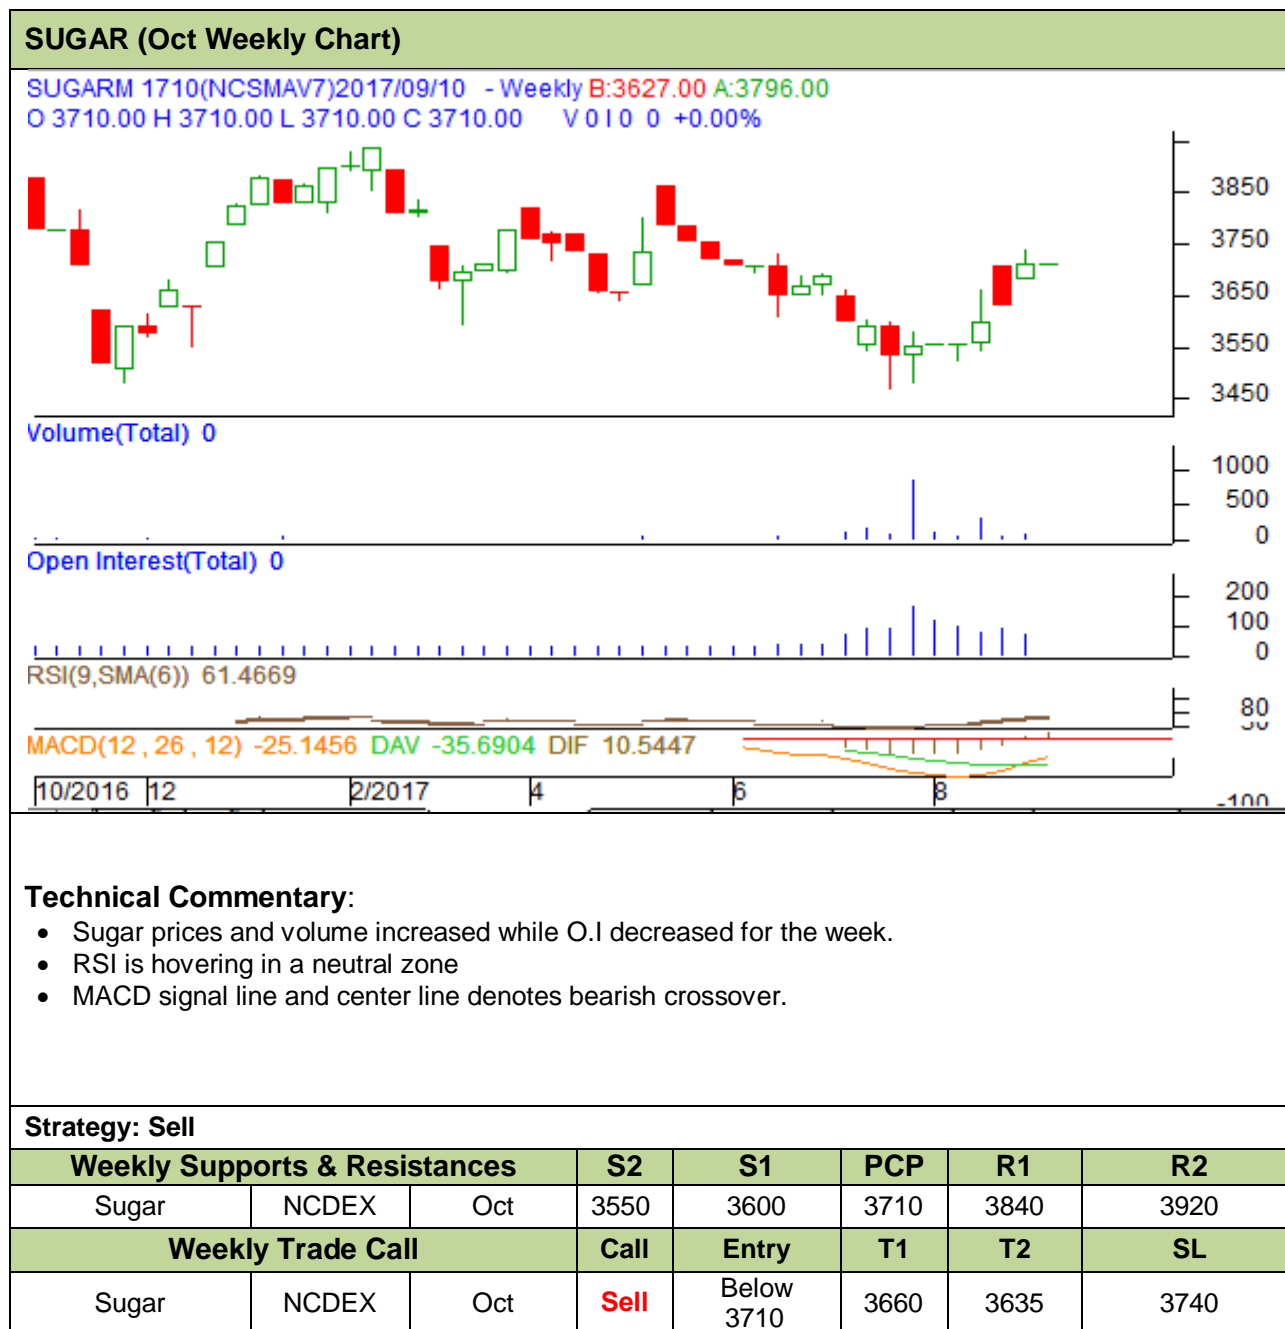 SUGAR (Oct Weekly Chart)
SUGARM 1710(NCSMAV7)2017/09/10 - Weekly B:3627.00 A:3796.00
O 3710.00 H 3710.00 L 3710.00 C 3710.00 V 0 I 0 0 +0.00%
3850
3750
3650
3550
3450
Volume(Total) 0
1000
500
0
Open Interest(Total) 0
200
100
0
RSI(9,SMA(6)) 61.4669
80
MACD(12 , 26 , 12) -25.1456 DAV -35.6904 DIF 10.5447
10/2016 12 2/2017 4 6 8
-100
Technical Commentary:
• Sugar prices and volume increased while O.I decreased for the week.
• RSI is hovering in a neutral zone
• MACD signal line and center line denotes bearish crossover.
Strategy: Sell
Weekly Supports & Resistances S2 S1 PCP R1 R2
Sugar NCDEX Oct 3550 3600 3710 3840 3920
Weekly Trade Call Call Entry T1 T2 SL
Sugar NCDEX Oct Sell Below 3710 3660 3635 3740